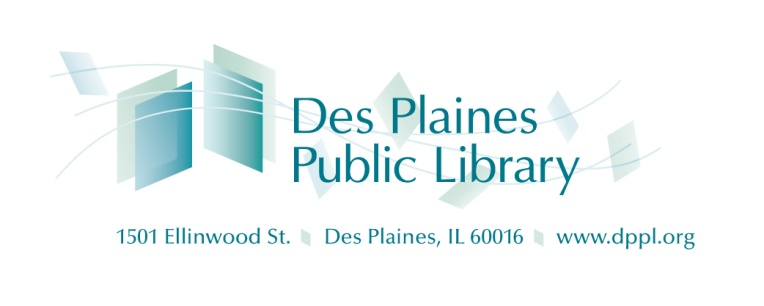 Des Plaines
Public Library
1501 Ellinwood St. Des Plaines, IL 60016 www.dppl.org